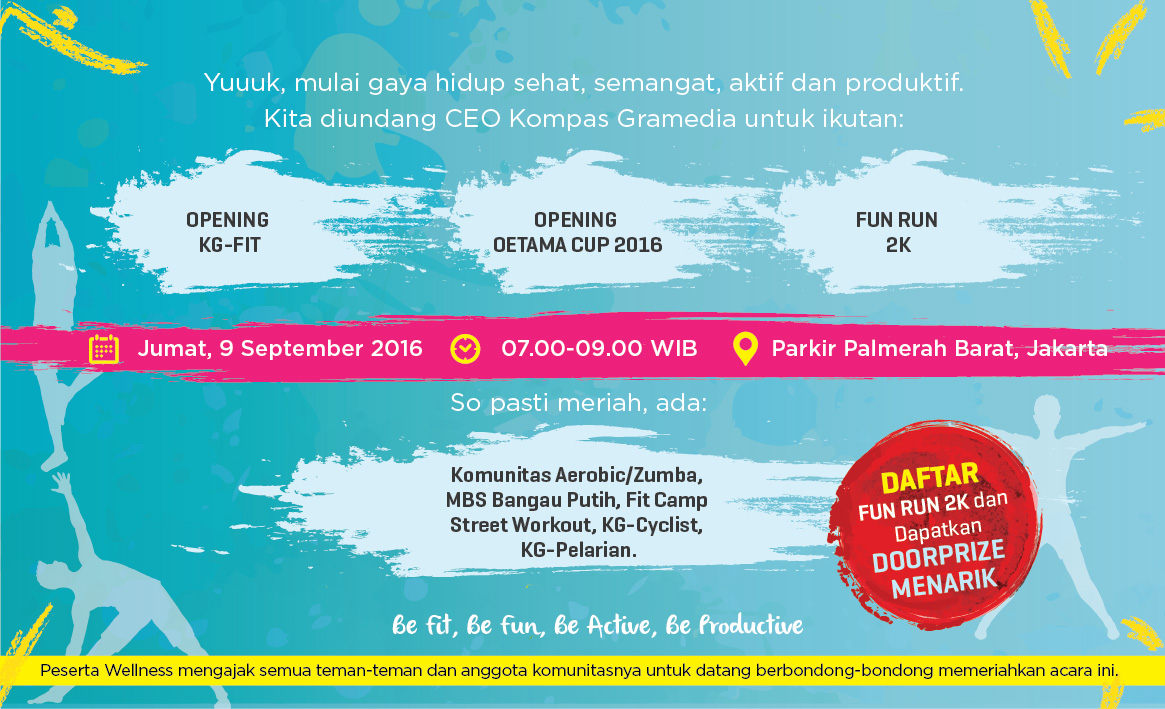 Yuuuk, mulai gaya hidup sehat, semangat, aktif dan produktif.
Kita diundang CEO Kompas Gramedia untuk ikutan:
OPENING
KG-FIT
OPENING
OETAMA CUP 2016
FUN RUN
2K
Jumat, 9 September 2016
07.00-09.00 WIB
Parkir Palmerah Barat, Jakarta
So pasti meriah, ada:
Komunitas Aerobic/Zumba,
MBS Bangau Putih, Fit Camp
Street Workout, KG-Cyclist,
KG-Pelarian.
DAFTAR
FUN RUN 2K dan
Dapatkan
DOORPRIZE
MENARIK
Be Fit, Be Fun, Be Active, Be Productive
Peserta Wellness mengajak semua teman-teman dan anggota komunitasnya untuk datang berbondong-bondong memeriahkan acara ini.